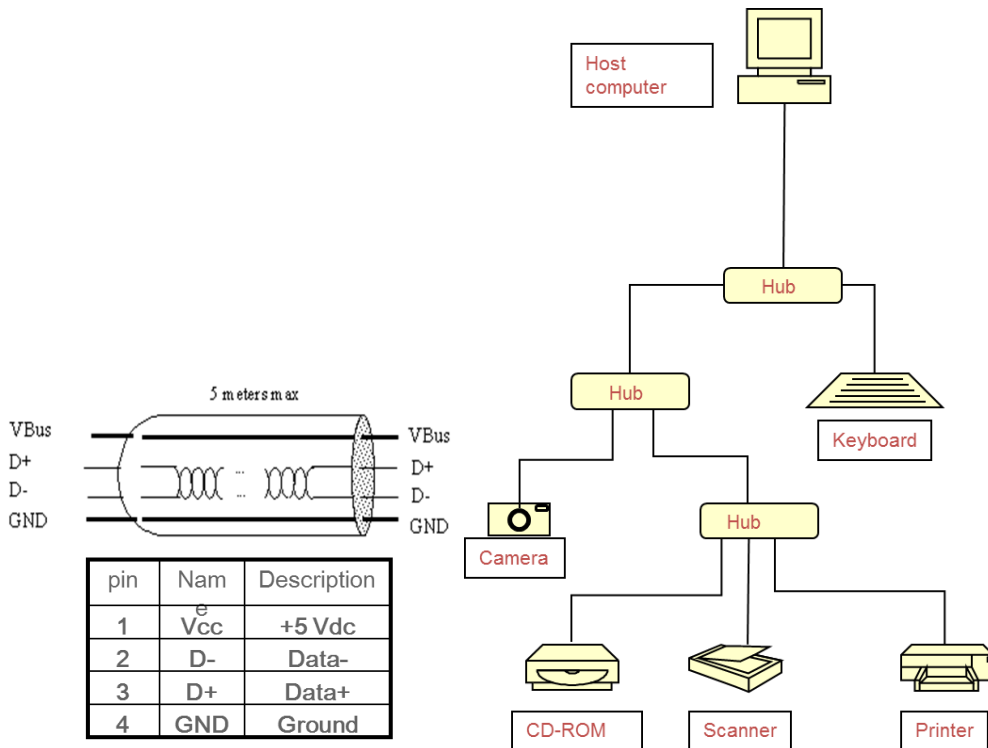 Host
computer
Hub
Hub
Keyboard
Hub
Camera
CD-ROM
Scanner
Printer
5 meters max
VBus
VBus
D+
D+
D-
D-
GND
GND
pin Name Description
1 Vcc +5 Vdc
2 D- Data-
3 D+ Data+
4 GND Ground